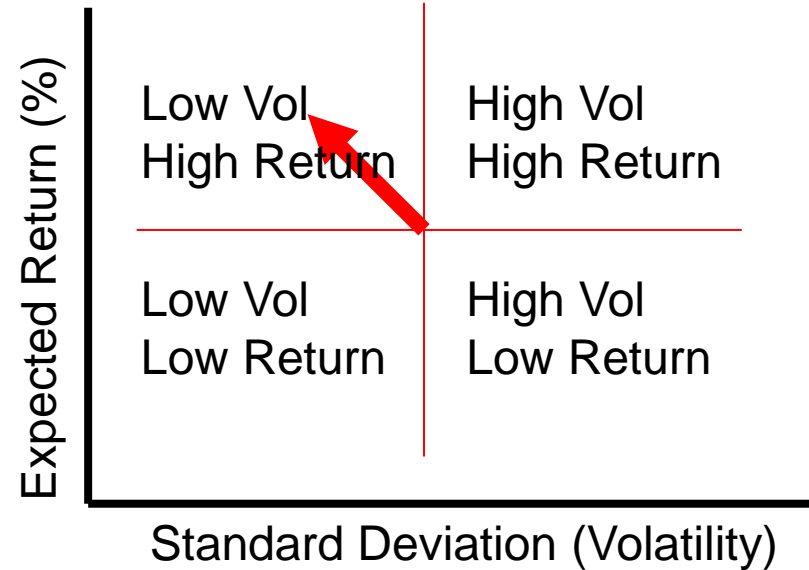 Expected Return (%)
Low Vol
High Return
High Vol
High Return
Low Vol
Low Return
High Vol
Low Return
Standard Deviation (Volatility)